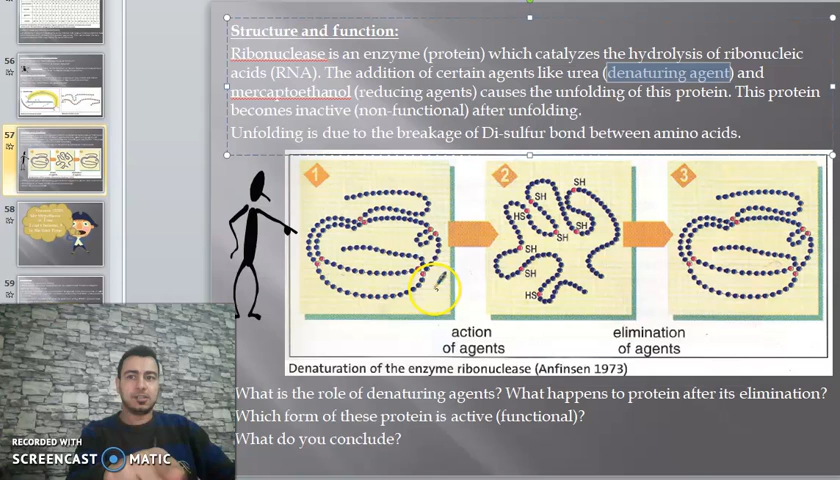 56
57
58
59
Structure and function:
Ribonuclease is an enzyme (protein) which catalyzes the hydrolysis of ribonucleic
acids (RNA). The addition of certain agents like urea (denaturing agent) and
mercaptoethanol (reducing agents) causes the unfolding of this protein. This protein
becomes inactive (non-functional) after unfolding.
Unfolding is due to the breakage of Di-sulfur bond between amino acids.
1
2
3
SH
SH
HS
SH
SH
SH
SH
HS
action
of agents
elimination
of agents
Denaturation of the enzyme ribonuclease (Anfinsen 1973)
What is the role of denaturing agents? What happens to protein after its elimination?
Which form of these protein is active (functional)?
What do you conclude?
RECORDED WITH
SCREENCAST MATIC